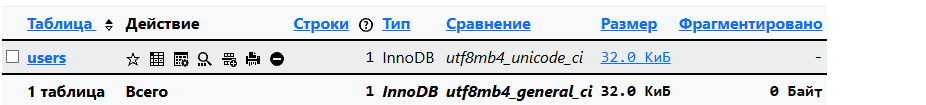 Таблица Действие Строки Тип Сравнение Размер Фрагментировано
users 1 InnoDB utf8mb4_unicode_ci 32.0 КиБ -
1 таблица Всего 1 InnoDB utf8mb4_general_ci 32.0 КиБ 0 Байт